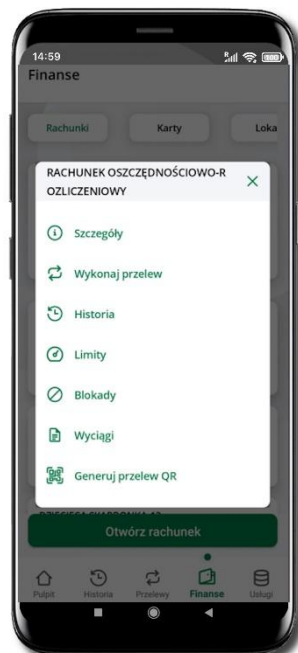 14:59
Finanse
Rachunki Karty Loka
RACHUNEK OSZCZĘDNOŚCIOWO-R
OZLICZENIOWY
Szczegóły
Wykonaj przelew
Historia
Limity
Blokady
Wyciągi
Generuj przelew QR
Otwórz rachunek
Pulpit Historia Przelewy Finanse Usługi